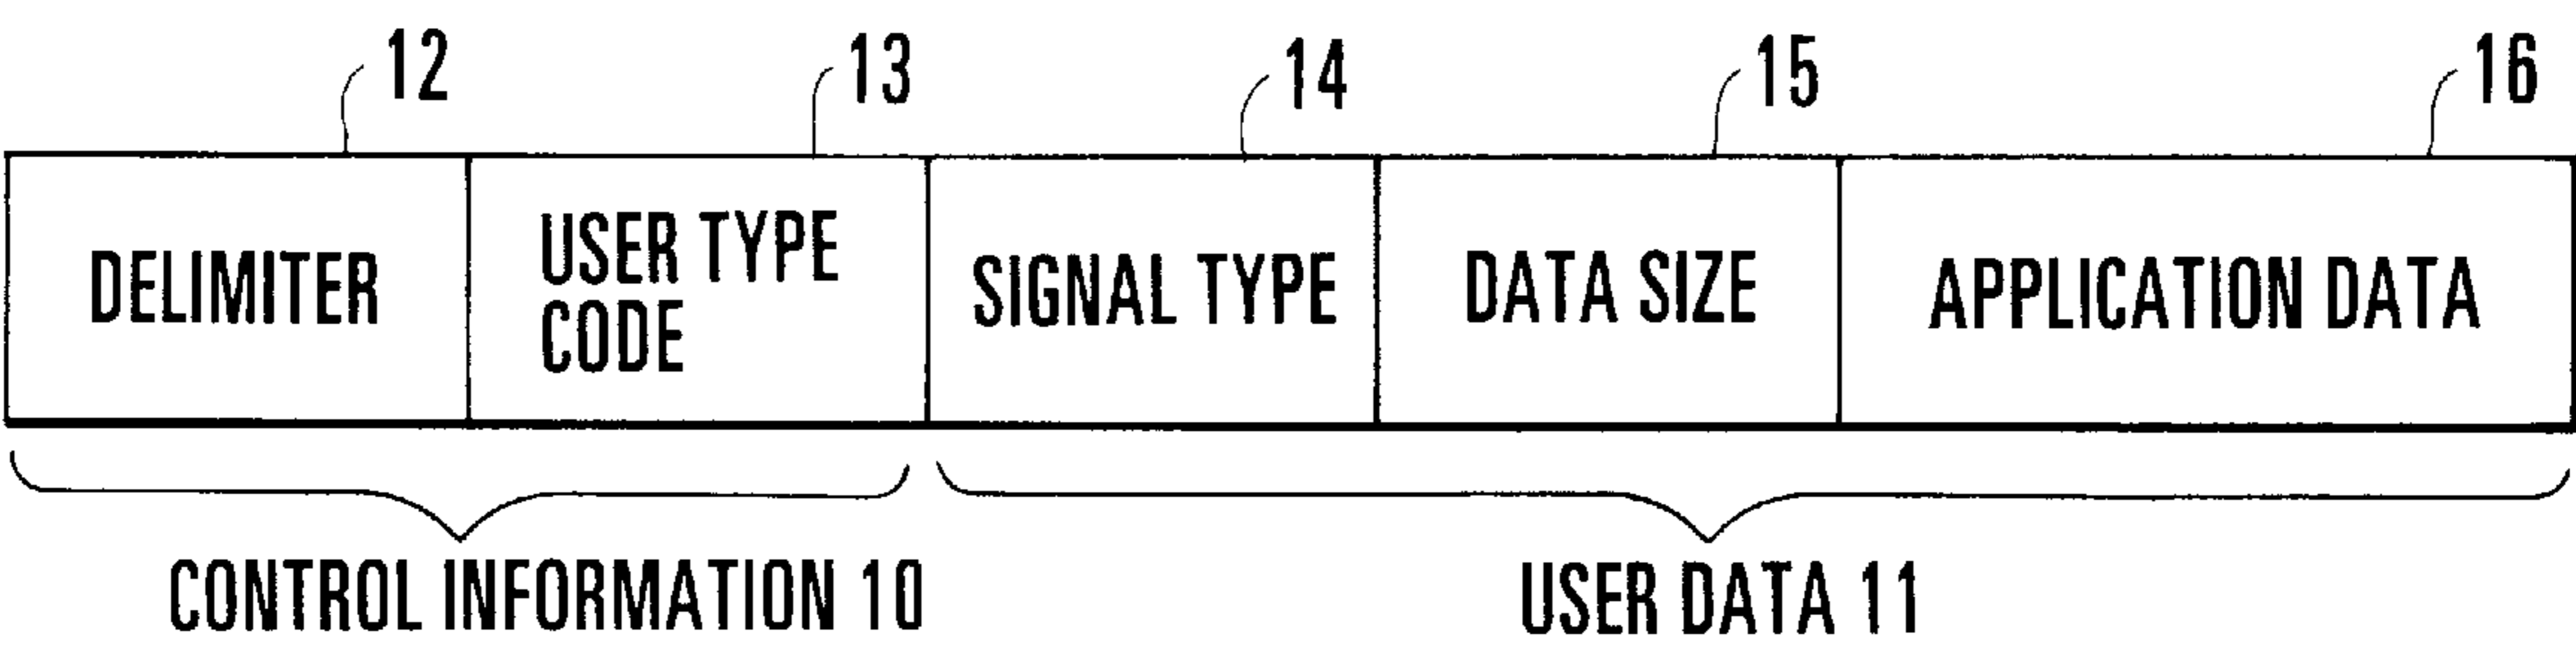 12
13
14
15
16
DELIMITER
USER TYPE
CODE
SIGNAL TYPE
DATA SIZE
APPLICATION DATA
CONTROL INFORMATION 10
USER DATA 11